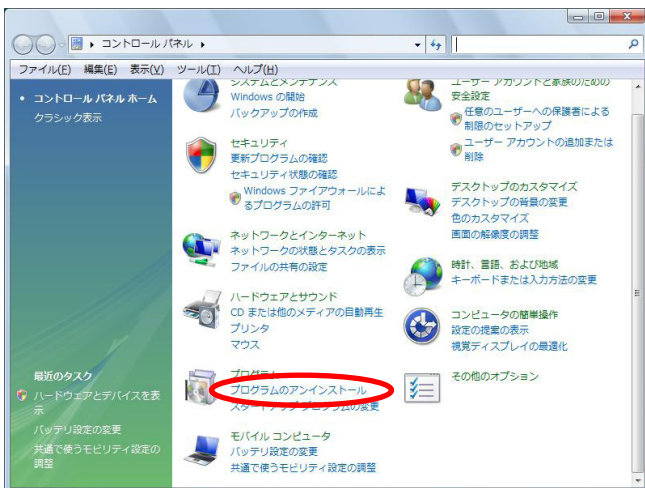 コントロール パネル
ファイル(F) 編集(E) 表示(V) ツール(T) ヘルプ(H)
コントロール パネル ホーム
クラシック表示
最近のタスク
ハードウェアとデバイスを表
示
バッテリ設定の変更
共通で使うモビリティ設定の
調整
システムとメンテナンス
Windows の開始
バックアップの作成
セキュリティ
更新プログラムの確認
セキュリティ状態の確認
Windows ファイアウォールによ
るプログラムの許可
ネットワークとインターネット
ネットワークの状態とタスクの表示
ファイルの共有の設定
ハードウェアとサウンド
CD または他のメディアの自動再生
プリンタ
マウス
プログラム
プログラムのアンインストール
スタートアップ プログラムの変更
モバイル コンピュータ
バッテリ設定の変更
共通で使うモビリティ設定の調整
ユーザー アカウントと家族のための
安全設定
任意のユーザーへの保護者による
制限のセットアップ
ユーザー アカウントの追加または
削除
デスクトップのカスタマイズ
デスクトップの背景の変更
色のカスタマイズ
画面の解像度の調整
時計、言語、および地域
キーボードまたは入力方法の変更
コンピュータの簡単操作
設定の提案の表示
視覚ディスプレイの最適化
その他のオプション